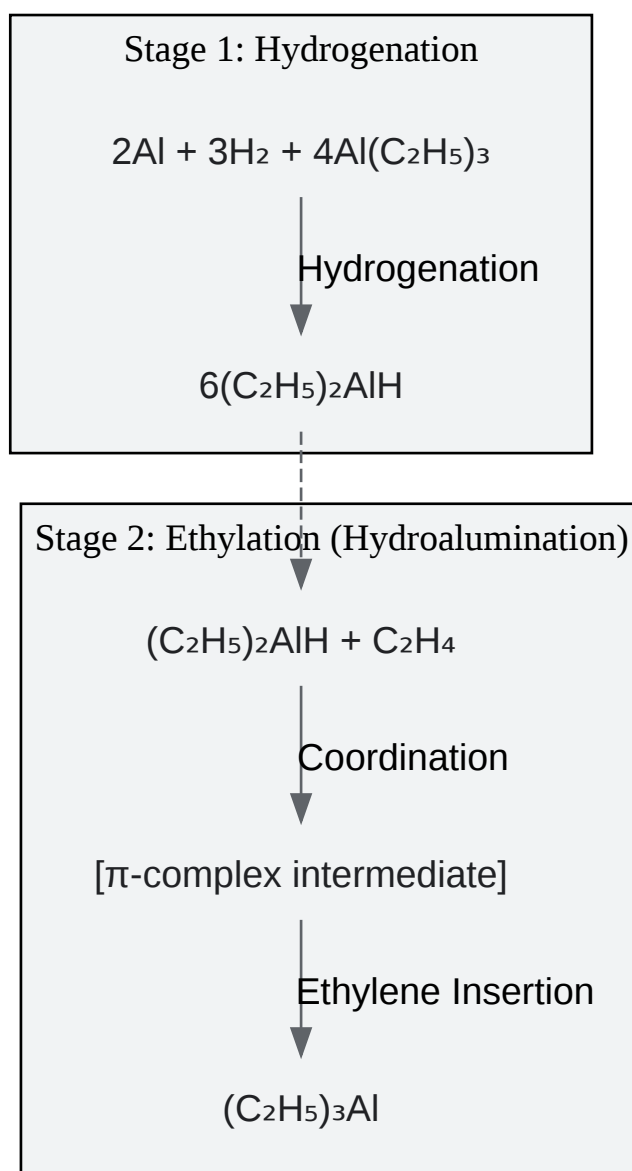 Stage 1: Hydrogenation
2Al + 3H₂ + 4Al(C₂H₅)₃
Hydrogenation
6(C₂H₅)₂AlH
Stage 2: Ethylation (Hydroalumination)
(C₂H₅)₂AlH + C₂H₄
Coordination
[π-complex intermediate]
Ethylene Insertion
(C₂H₅)₃Al